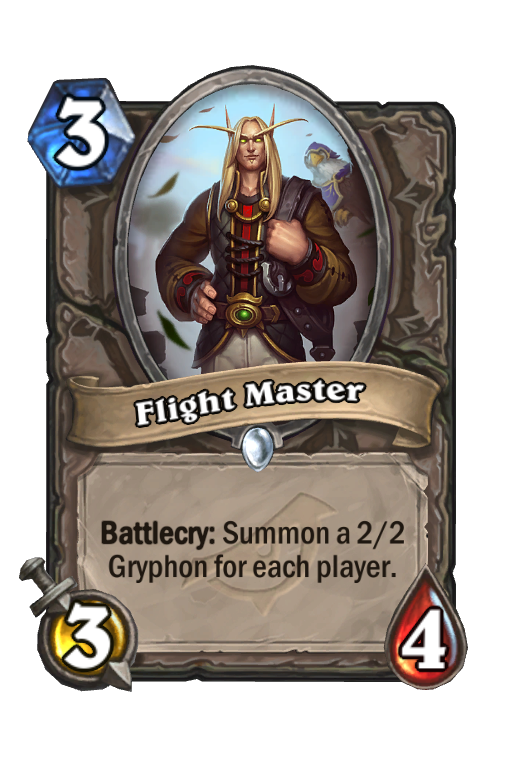 3
Flight Master
Battlecry: Summon a 2/2
Gryphon for each player.
3
4